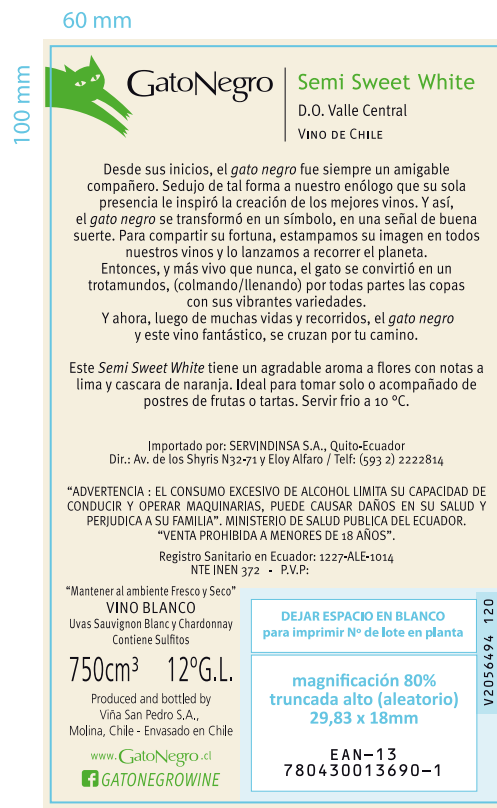 60 mm
100 mm
GatoNegro
Semi Sweet White
D.O. Valle Central
VINO DE CHILE
Desde sus inicios, el gato negro fue siempre un amigable
compañero. Sedujo de tal forma a nuestro enólogo que su sola
presencia le inspiró la creación de los mejores vinos. Y así,
el gato negro se transformó en un símbolo, en una señal de buena
suerte. Para compartir su fortuna, estampamos su imagen en todos
nuestros vinos y lo lanzamos a recorrer el planeta.
Entonces, y más vivo que nunca, el gato se convirtió en un
trotamundos, (colmando/llenando) por todas partes las copas
con sus vibrantes variedades.
Y ahora, luego de muchas vidas y recorridos, el gato negro
y este vino fantástico, se cruzan por tu camino.
Este Semi Sweet White tiene un agradable aroma a flores con notas a
lima y cascara de naranja. Ideal para tomar solo o acompañado de
postres de frutas o tartas. Servir frio a 10 °C.
Importado por: SERVINDINSA S.A., Quito-Ecuador
Dir.: Av. de los Shyris N32-71 y Eloy Alfaro / Telf: (593 2) 2222814
“ADVERTENCIA : EL CONSUMO EXCESIVO DE ALCOHOL LIMITA SU CAPACIDAD DE
CONDUCIR Y OPERAR MAQUINARIAS, PUEDE CAUSAR DAÑOS EN SU SALUD Y
PERJUDICA A SU FAMILIA”. MINISTERIO DE SALUD PUBLICA DEL ECUADOR.
“VENTA PROHIBIDA A MENORES DE 18 AÑOS”.
Registro Sanitario en Ecuador: 1227-ALE-1014
NTE INEN 372 - P.V.P:
“Mantener al ambiente Fresco y Seco”
VINO BLANCO
Uvas Sauvignon Blanc y Chardonnay
Contiene Sulfitos
750cm³ 12°G.L.
Produced and bottled by
Viña San Pedro S.A.,
Molina, Chile - Envasado en Chile
www.GatoNegro.cl
f GATONEGROWINE
DEJAR ESPACIO EN BLANCO
para imprimir Nº de lote en planta
magnificación 80%
truncada alto (aleatorio)
29,83 x 18mm
EAN-13
780430013690-1
V2056494 120